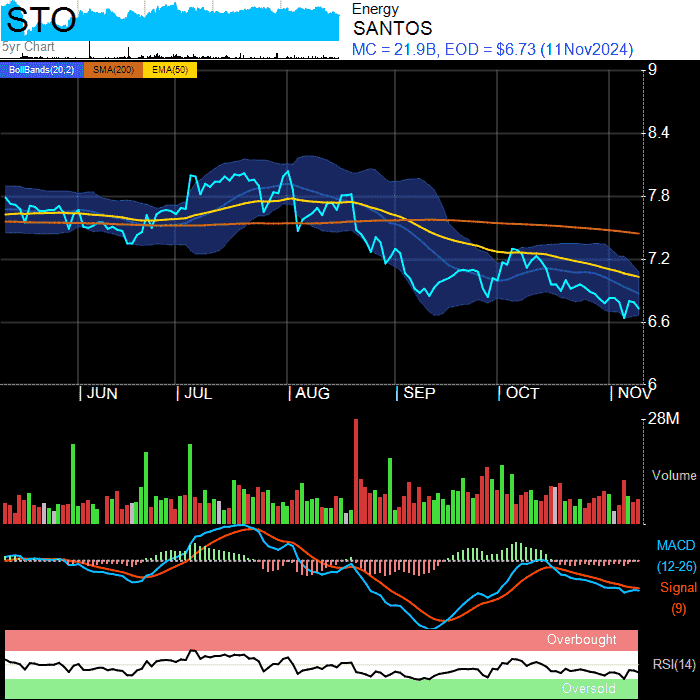 STO
5yr Chart
Energy
SANTOS
MC = 21.9B, EOD = $6.73 (11Nov2024)
BollBands(20,2) SMA(200) EMA(50)
9
8.4
7.8
7.2
6.6
6
JUN JUL AUG SEP OCT NOV
28M
Volume
MACD
(12-26)
Signal
(9)
Overbought
RSI(14)
Oversold